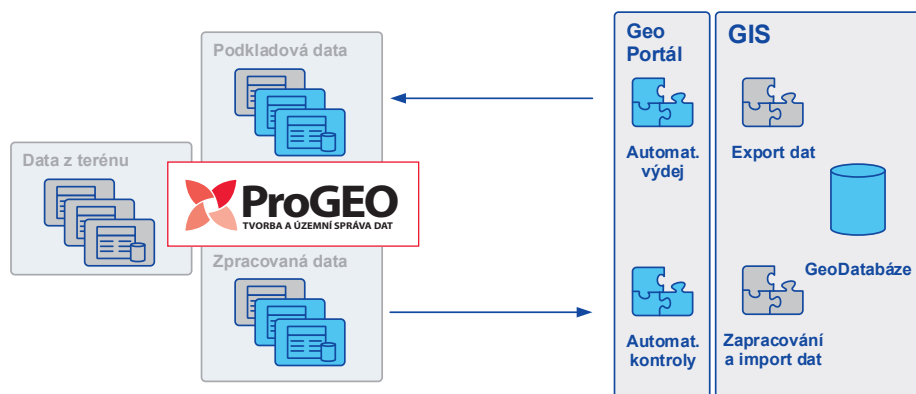 Podkladová data
Data z terénu
ProGEO
TVORBA A ÚZEMNÍ SPRÁVA DAT
Zpracovaná data
Geo
Portál
Automat.
výdej
Automat.
kontroly
GIS
Export dat
GeoDatabáze
Zapracování
a import dat